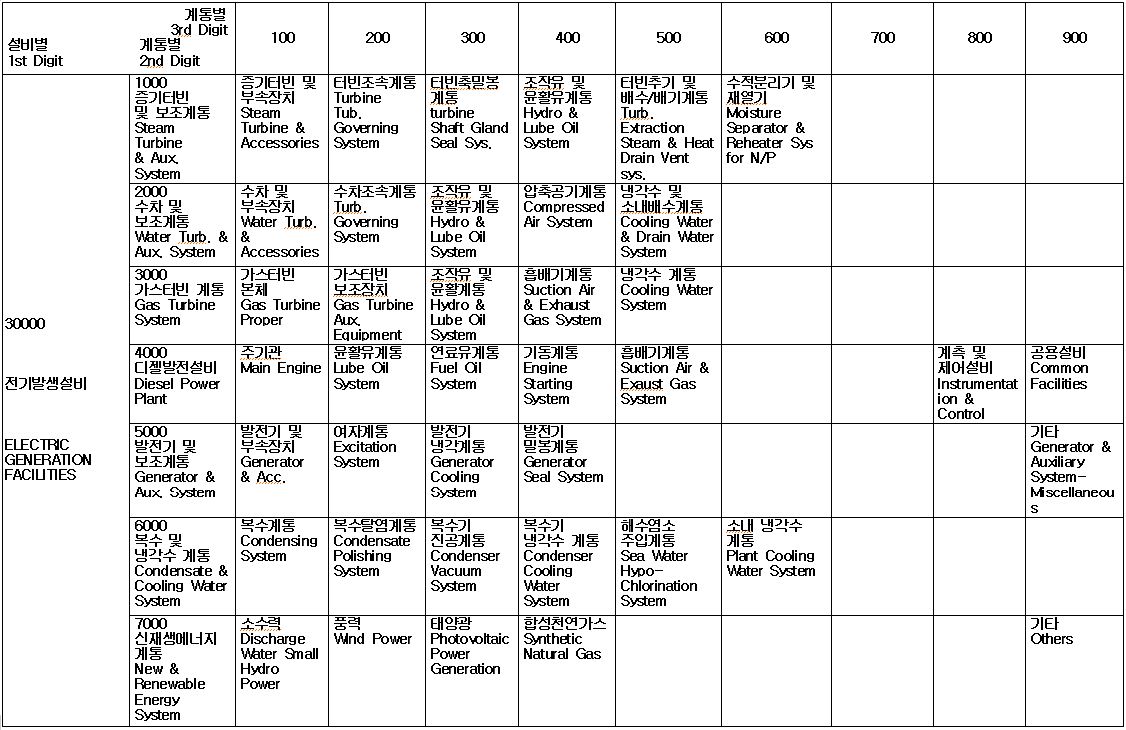 계통별
3rd Digit
설비별
1st Digit
계통별
2nd Digit
100
200
300
400
500
600
700
800
900
30000
전기발생설비
ELECTRIC
GENERATION
FACILITIES
1000
증기터빈
및 보조계통
Steam
Turbine
& Aux.
System
증기터빈 및
부속장치
Steam
Turbine &
Accessories
터빈조속계통
Turbine
Tub.
Governing
System
터빈축밀봉
계통
turbine
Shaft Gland
Seal Sys.
조작유 및
윤활유계통
Hydro &
Lube Oil
System
터빈추기 및
배수/배기계통
Turb.
Extraction
Steam & Heat
Drain Vent
sys.
수적분리기 및
재열기
Moisture
Separator &
Reheater Sys
for N/P
2000
수차 및
보조계통
Water Turb. &
Aux. System
수차 및
부속장치
Water Turb.
&
Accessories
수차조속계통
Turb.
Governing
System
조작유 및
윤활유계통
Hydro &
Lube Oil
System
압축공기계통
Compressed
Air System
냉각수 및
소내배수계통
Cooling Water
& Drain Water
System
3000
가스터빈 계통
Gas Turbine
System
가스터빈
본체
Gas Turbine
Proper
가스터빈
보조장치
Gas Turbine
Aux.
Equipment
조작유 및
윤활계통
Hydro &
Lube Oil
System
흡배기계통
Suction Air
& Exhaust
Gas System
냉각수 계통
Cooling Water
System
4000
디젤발전설비
Diesel Power
Plant
주기관
Main Engine
윤활유계통
Lube Oil
System
연료유계통
Fuel Oil
System
기동계통
Engine
Starting
System
흡배기계통
Suction Air &
Exaust Gas
System
계측 및
제어설비
Instrumentat
ion &
Control
공용설비
Common
Facilities
5000
발전기 및
보조계통
Generator &
Aux. System
발전기 및
부속장치
Generator
& Acc.
여자계통
Excitation
System
발전기
냉각계통
Generator
Cooling
System
발전기
밀봉계통
Generator
Seal System
기타
Generator &
Auxiliary
System-
Miscellaneou
s
6000
복수 및
냉각수 계통
Condensate &
Cooling Water
System
복수계통
Condensing
System
복수탈염계통
Condensate
Polishing
System
복수기
진공계통
Condenser
Vacuum
System
복수기
냉각수 계통
Condenser
Cooling
Water
System
해수염소
주입계통
Sea Water
Hypo-
Chlorination
System
소내 냉각수
계통
Plant Cooling
Water System
7000
신재생에너지
계통
New &
Renewable
Energy
System
소수력
Discharge
Water Small
Hydro
Power
풍력
Wind Power
태양광
Photovoltaic
Power
Generation
합성천연가스
Synthetic
Natural Gas
기타
Others